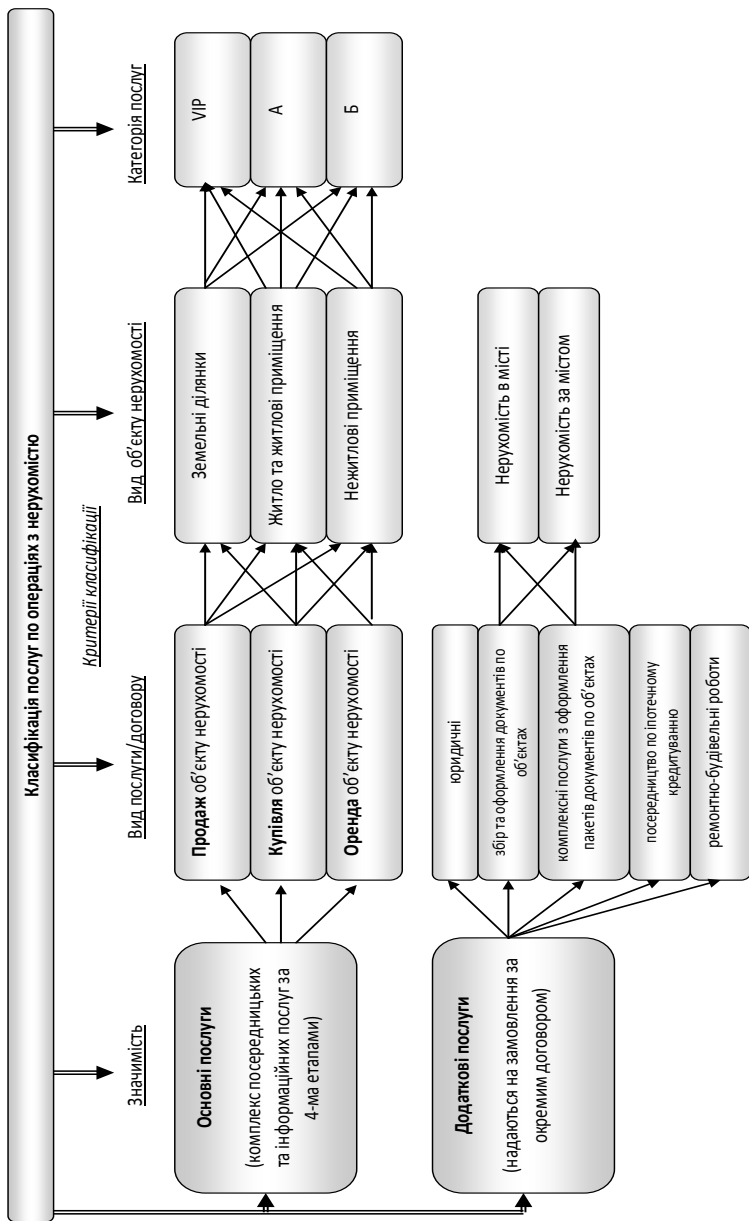 Класифікація послуг по операціях з нерухомістю
Критерії класифікації
Значимість
Вид послуги/договору
Вид об'єкту нерухомості
Категорія послуг
Основні послуги
(комплекс посередницьких
та інформаційних послуг за
4-ма етапами)
Продаж об'єкту нерухомості
Купівля об'єкту нерухомості
Оренда об'єкту нерухомості
Земельні ділянки
Житло та житлові приміщення
Нежитлові приміщення
VIP
А
Б
Додаткові послуги
(надаються на замовлення за
окремим договором)
юридичні
збір та оформлення документів по
об'єктах
комплексні послуги з оформлення
пакетів документів по об'єктах
посередництво по іпотечному
кредитуванню
ремонтно-будівельні роботи
Нерухомість в місті
Нерухомість за містом